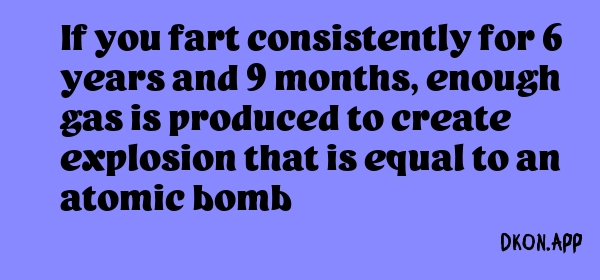 If you fart consistently for 6
years and 9 months, enough
gas is produced to create
explosion that is equal to an
atomic bomb
DKON.APP